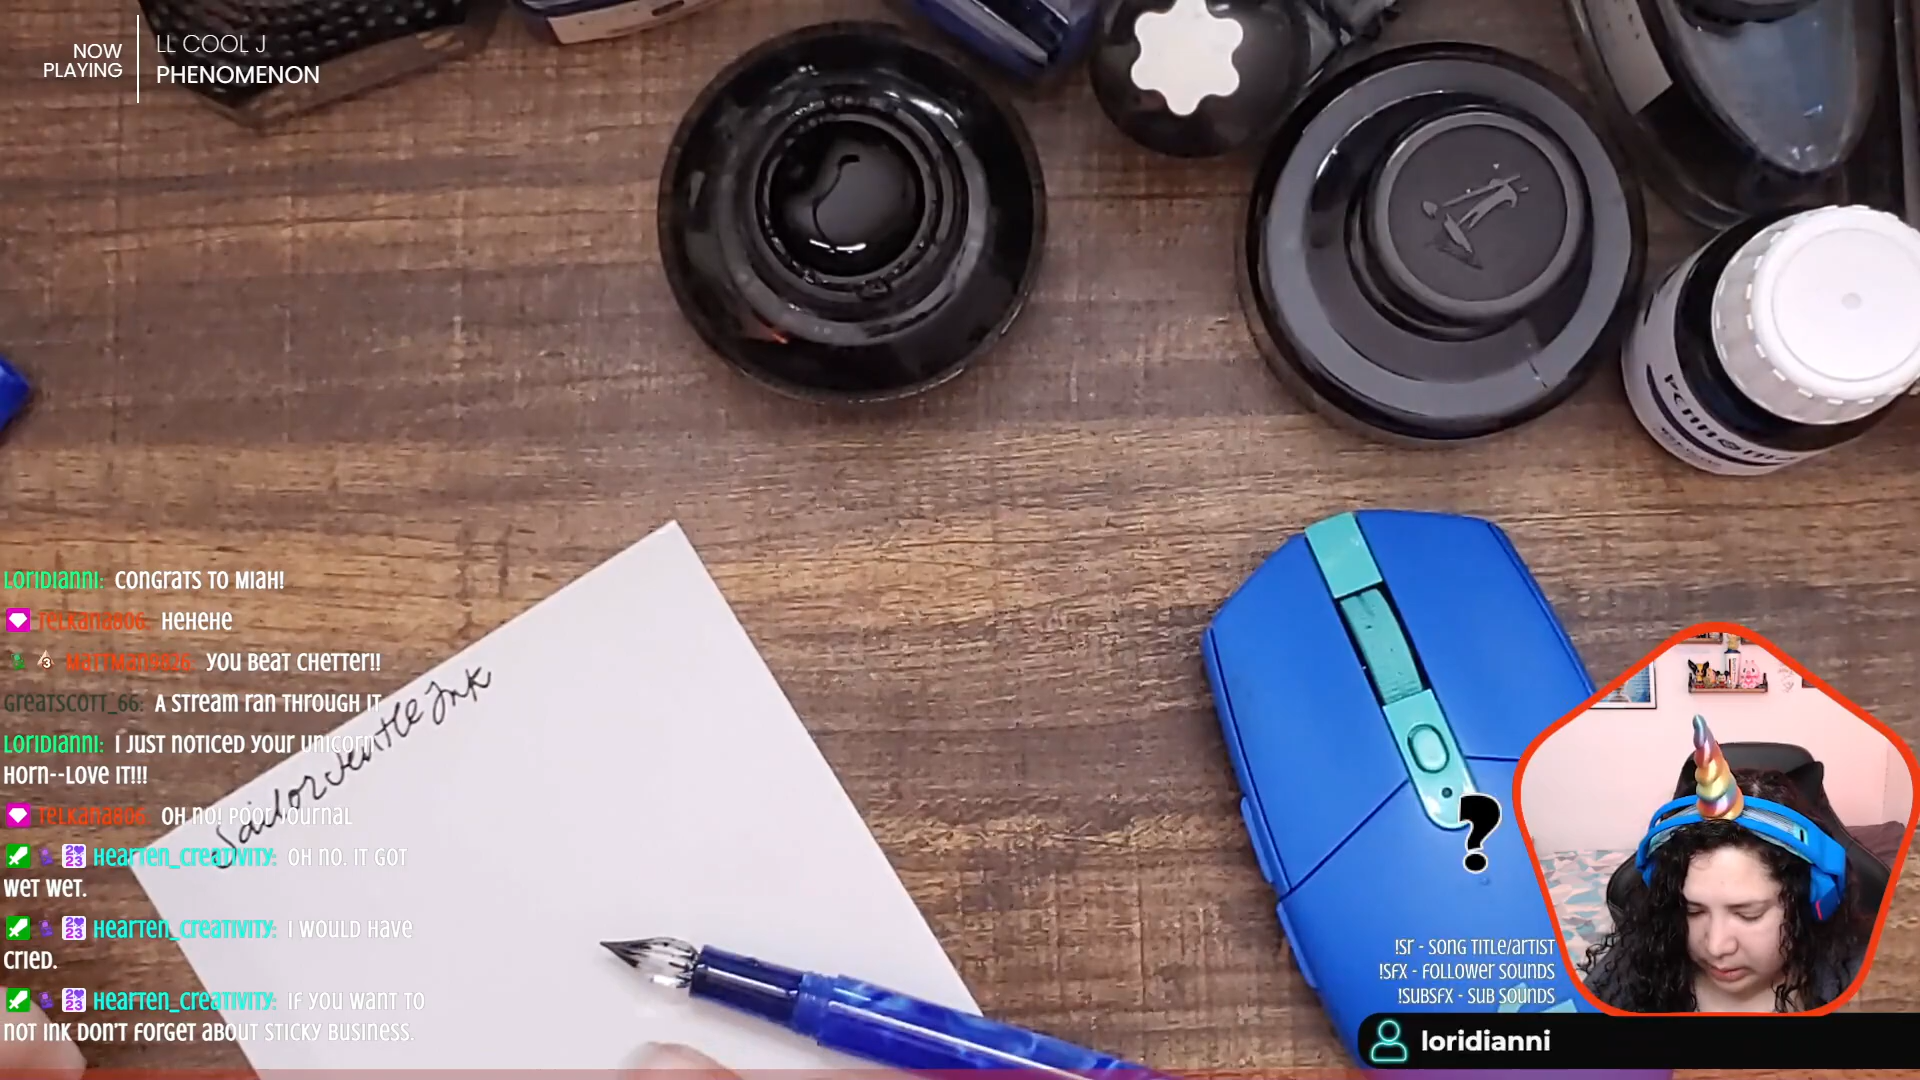 NOW PLAYING
LL COOL J
PHENOMENON
Loridianni: Congrats to Miah!
Telkana806: hehehe
Mattman9826 You beat Chetter!!
GreatScott_66: A stream ran through it
Loridianni: I just noticed your unicorn
horn--love it!!!
Telkana806: Oh no! Poor journal
Hearten_Creativity: Oh no. It got
wet wet.
Hearten_Creativity: I would have
cried.
Hearten_Creativity: If you want to
not ink don't forget about Sticky Business.
Sailor Jentle Ink
?
!sr - song title/artist
!sfx - follower sounds
!subsfx - sub sounds
loridianni